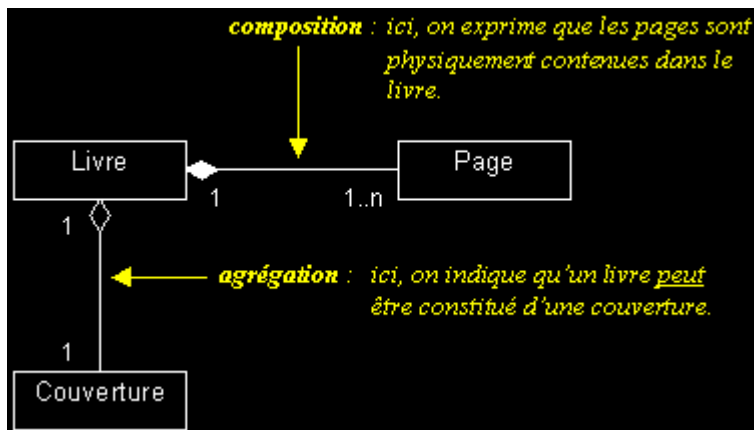 composition : ici, on exprime que les pages sont
physiquement contenues dans le
livre.
Livre
Page
1
1..n
1
agrégation : ici, on indique qu'un livre peut
être constitué d'une couverture.
1
Couverture